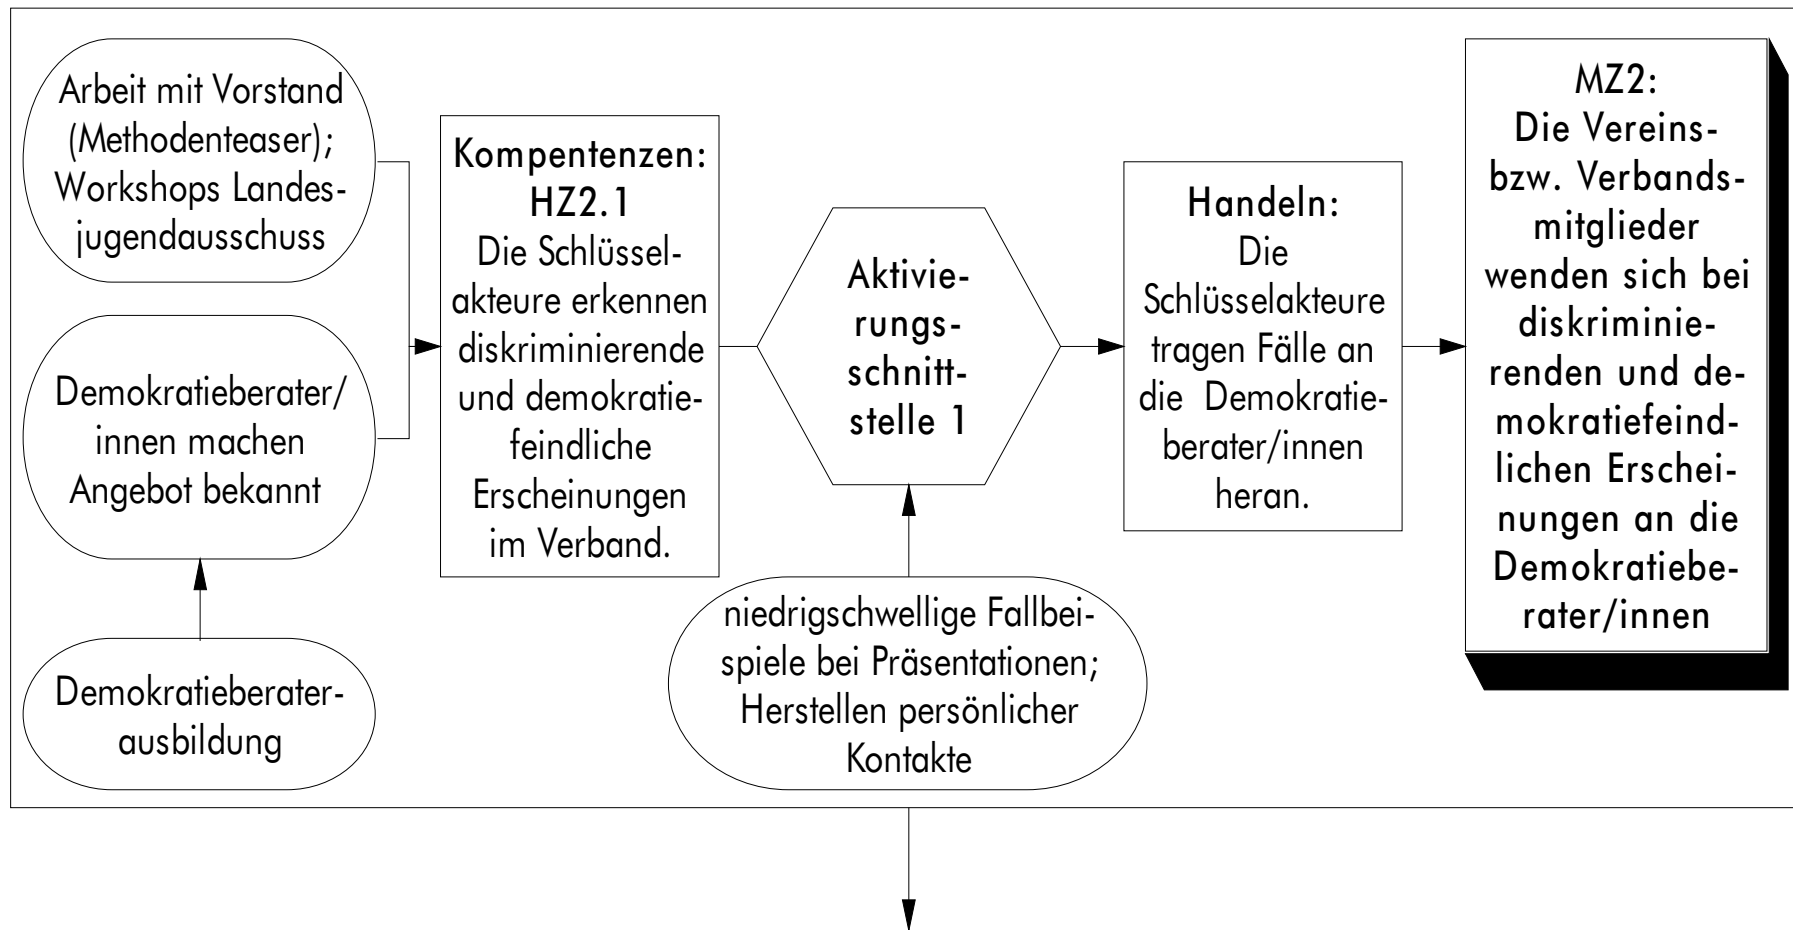 Arbeit mit Vorstand
(Methodenteaser);
Workshops Landes-
jugendausschuss
Demokratieberater/
innen machen
Angebot bekannt
Demokratieberater-
ausbildung
Kompentenzen:
HZ2.1
Die Schlüssel-
akteure erkennen
diskriminierende
und demokratie-
feindliche
Erscheinungen
im Verband.
Aktivie-
rungs-
schnitt-
stelle 1
niedrigschwellige Fallbei-
spiele bei Präsentationen;
Herstellen persönlicher
Kontakte
Handeln:
Die
Schlüsselakteure
tragen Fälle an
die Demokratie-
berater/innen
heran.
MZ2:
Die Vereins-
bzw. Verbands-
mitglieder
wenden sich bei
diskriminie-
renden und de-
mokratiefeind-
lichen Erschei-
nungen an die
Demokratiebe-
rater/innen